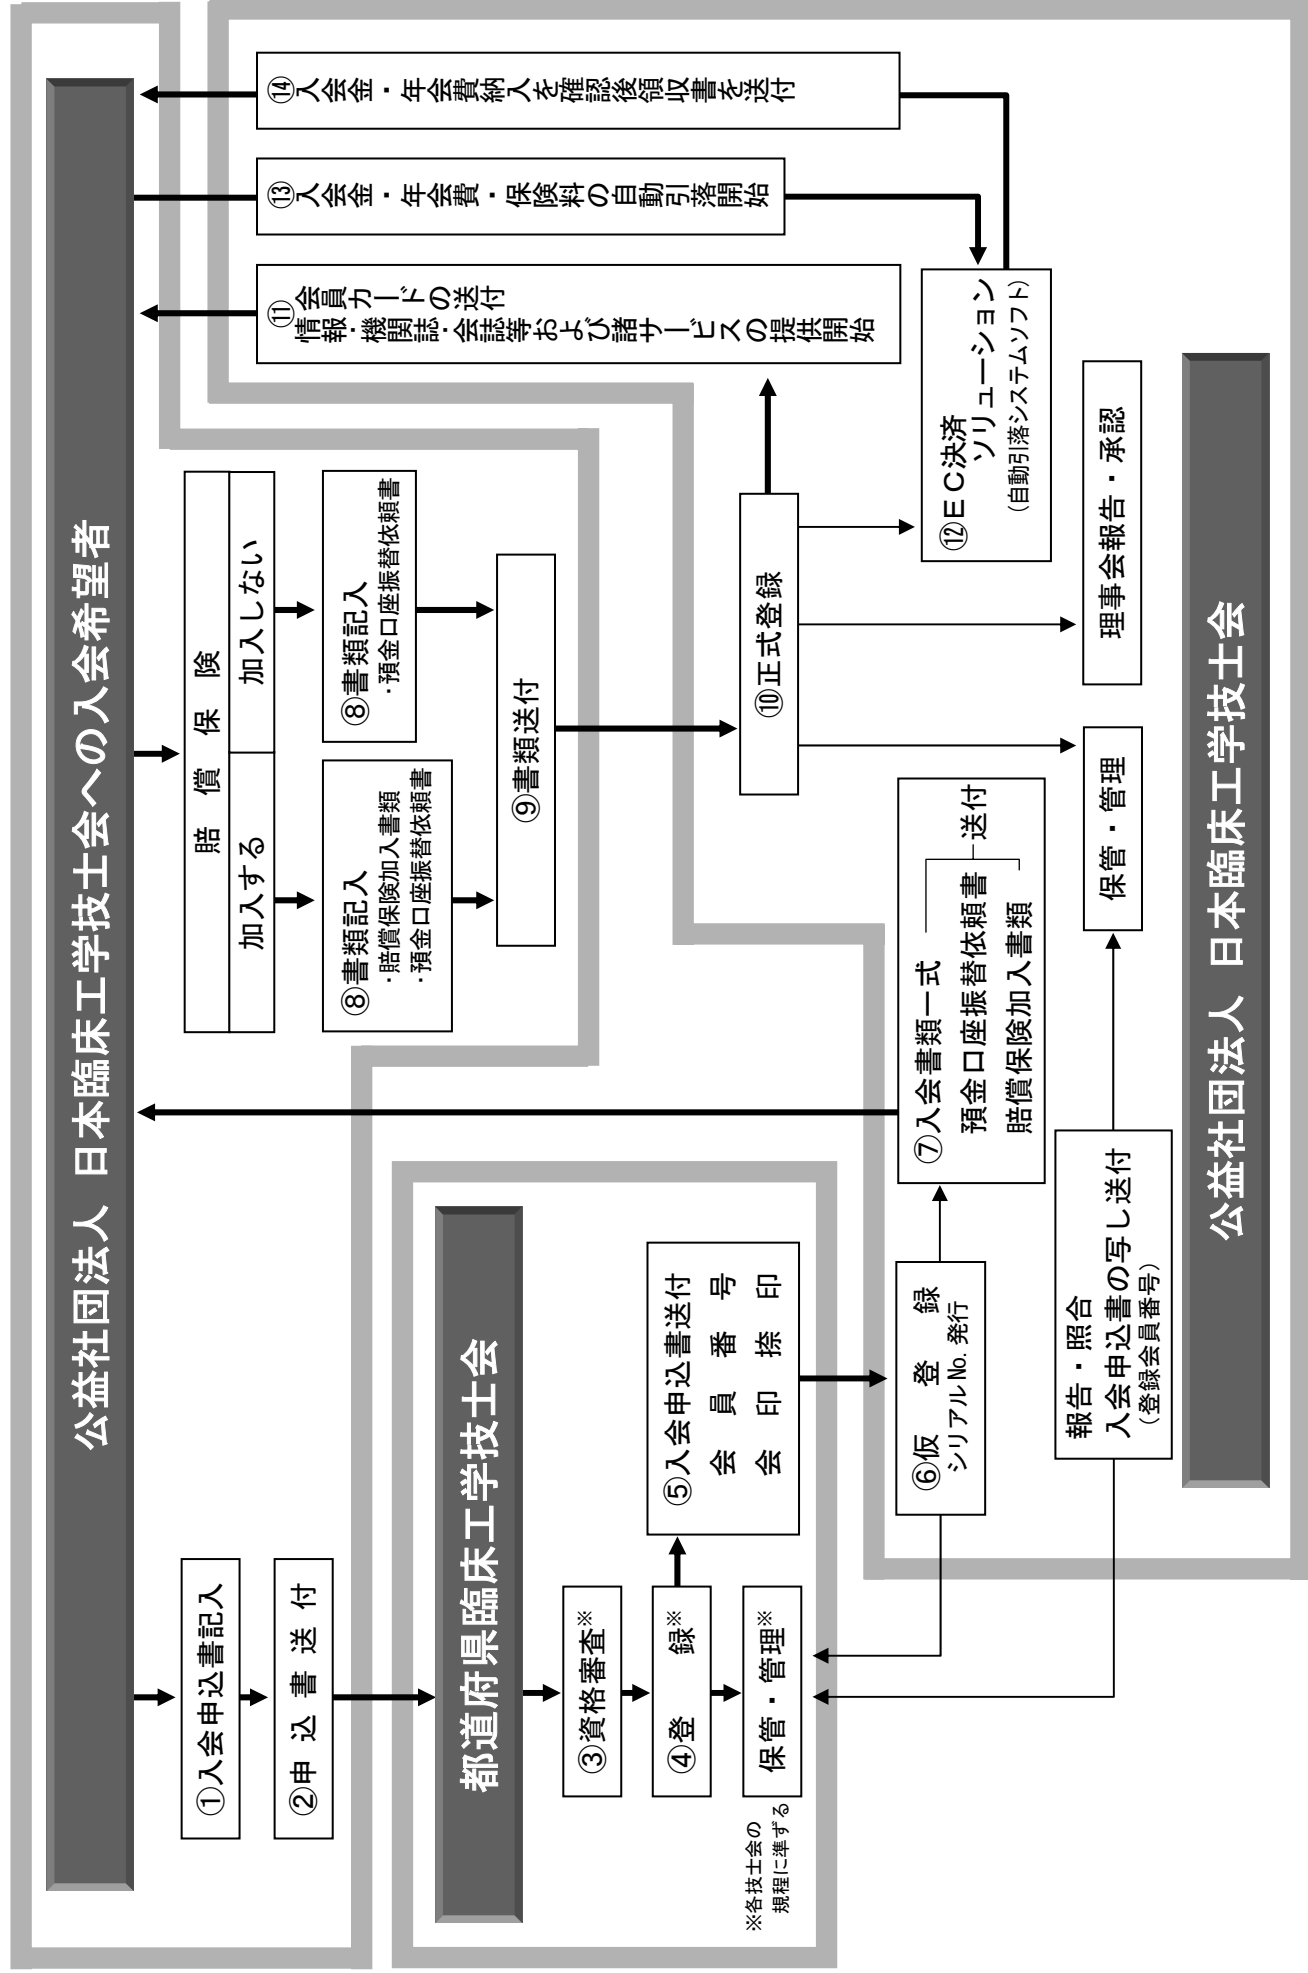 公益社団法人　日本臨床工学技士会への入会希望者
①入会申込書記入
②申込書送付
都道府県臨床工学技士会
③資格審査※
④登　録※
保管・管理※
※各技士会の
規程に準ずる
⑤入会申込書送付
会員番号
会印捺印
⑥仮登録
シリアルNo.発行
⑦入会書類一式
預金口座振替依頼書
賠償保険加入書類
送付
報告・照合
入会申込書の写し送付
（登録会員番号）
賠償保険
加入する
加入しない
⑧書類記入
・賠償保険加入書類
・預金口座振替依頼書
⑧書類記入
・預金口座振替依頼書
⑨書類送付
⑩正式登録
保管・管理
理事会報告・承認
⑪会員カードの送付
情報・機関誌・会誌等および諸サービスの提供開始
⑫EC決済
ソリューション
（自動引落システムソフト）
⑬入会金・年会費・保険料の自動引落開始
⑭入会金・年会費納入を確認後領収書を送付
公益社団法人　日本臨床工学技士会